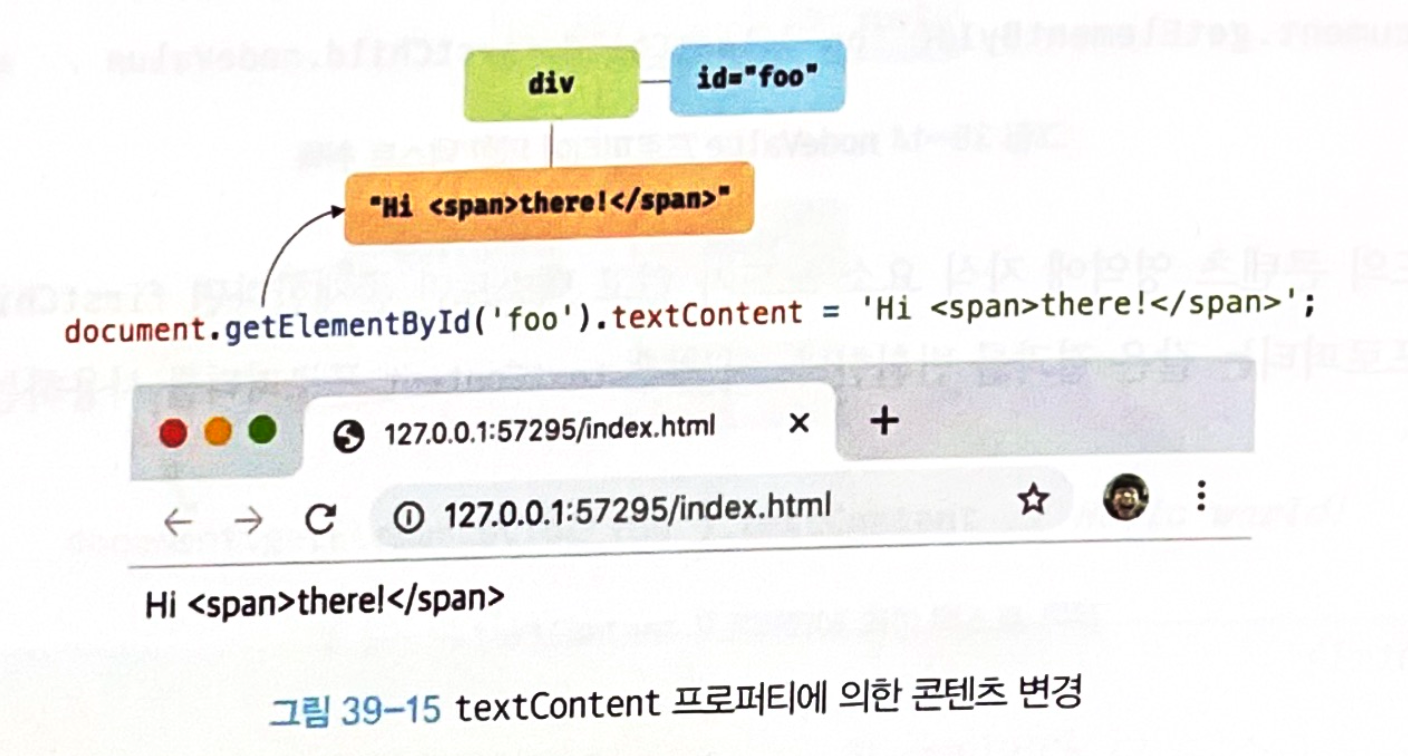 div
id="foo"
"Hi <span>there!</span>"
document.getElementById('foo').textContent = 'Hi <span>there!</span>';
127.0.0.1:57295/index.html
127.0.0.1:57295/index.html
Hi <span>there!</span>
그림 39-15 textContent 프로퍼티에 의한 콘텐츠 변경